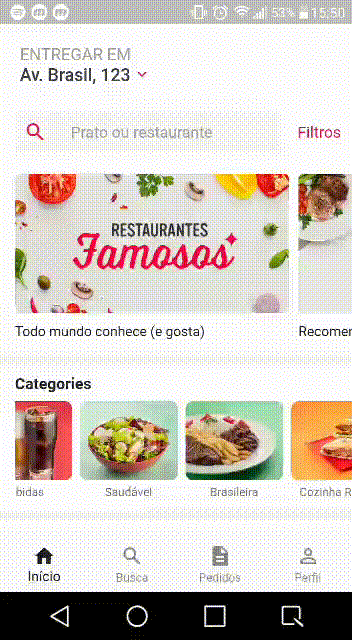 53% 15:50
ENTREGAR EM
Av. Brasil, 123
Prato ou restaurante
Filtros
RESTAURANTES
Famosos
Todo mundo conhece (e gosta)
Recomer
Categories
bidas
Saudável
Brasileira
Cozinha R
Início
Busca
Pedidos
Perfil